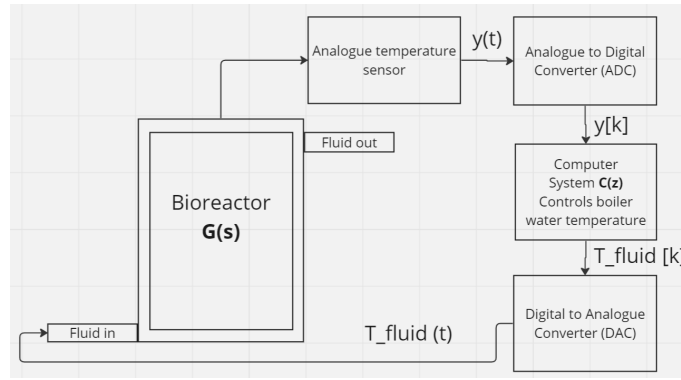 Analogue temperature
sensor
y(t)
Analogue to Digital
Converter (ADC)
y[k]
Fluid out
Bioreactor
G(s)
Computer
System C(z)
Controls boiler
water temperature
T_fluid [k]
Digital to Analogue
Converter (DAC)
T_fluid (t)
Fluid in